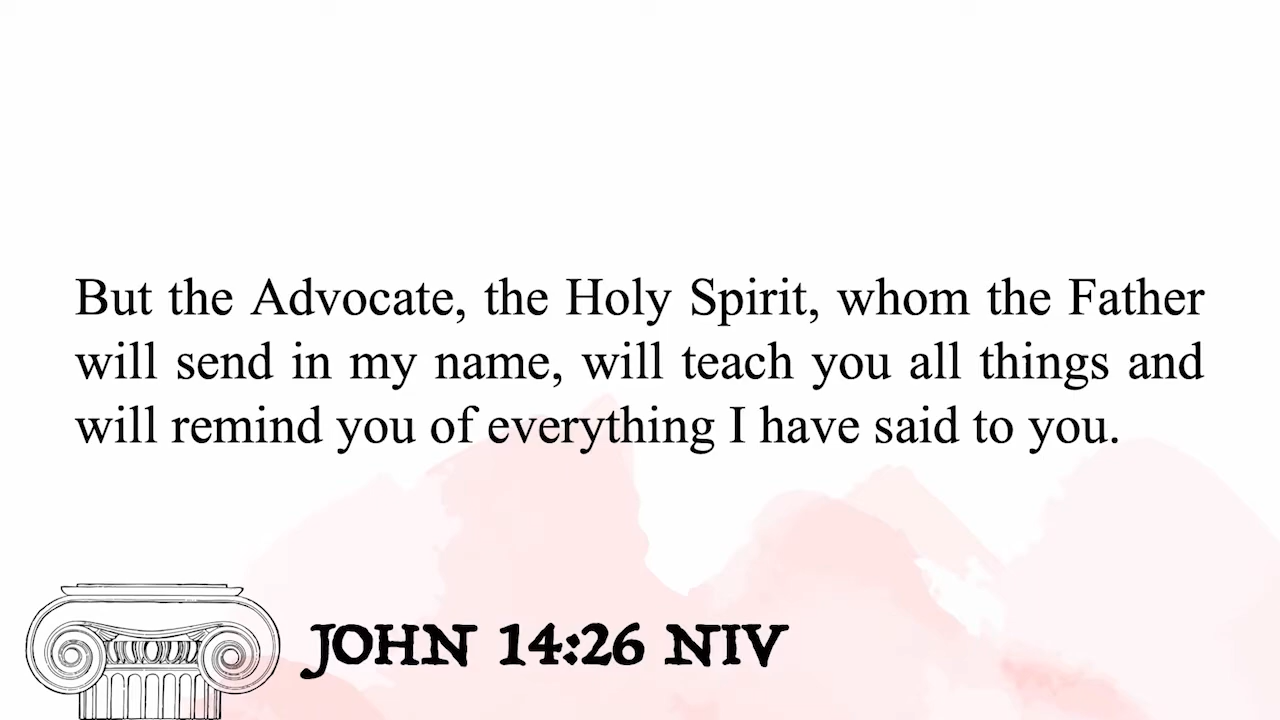 But the Advocate, the Holy Spirit, whom the Father
will send in my name, will teach you all things and
will remind you of everything I have said to you.
JOHN 14:26 NIV